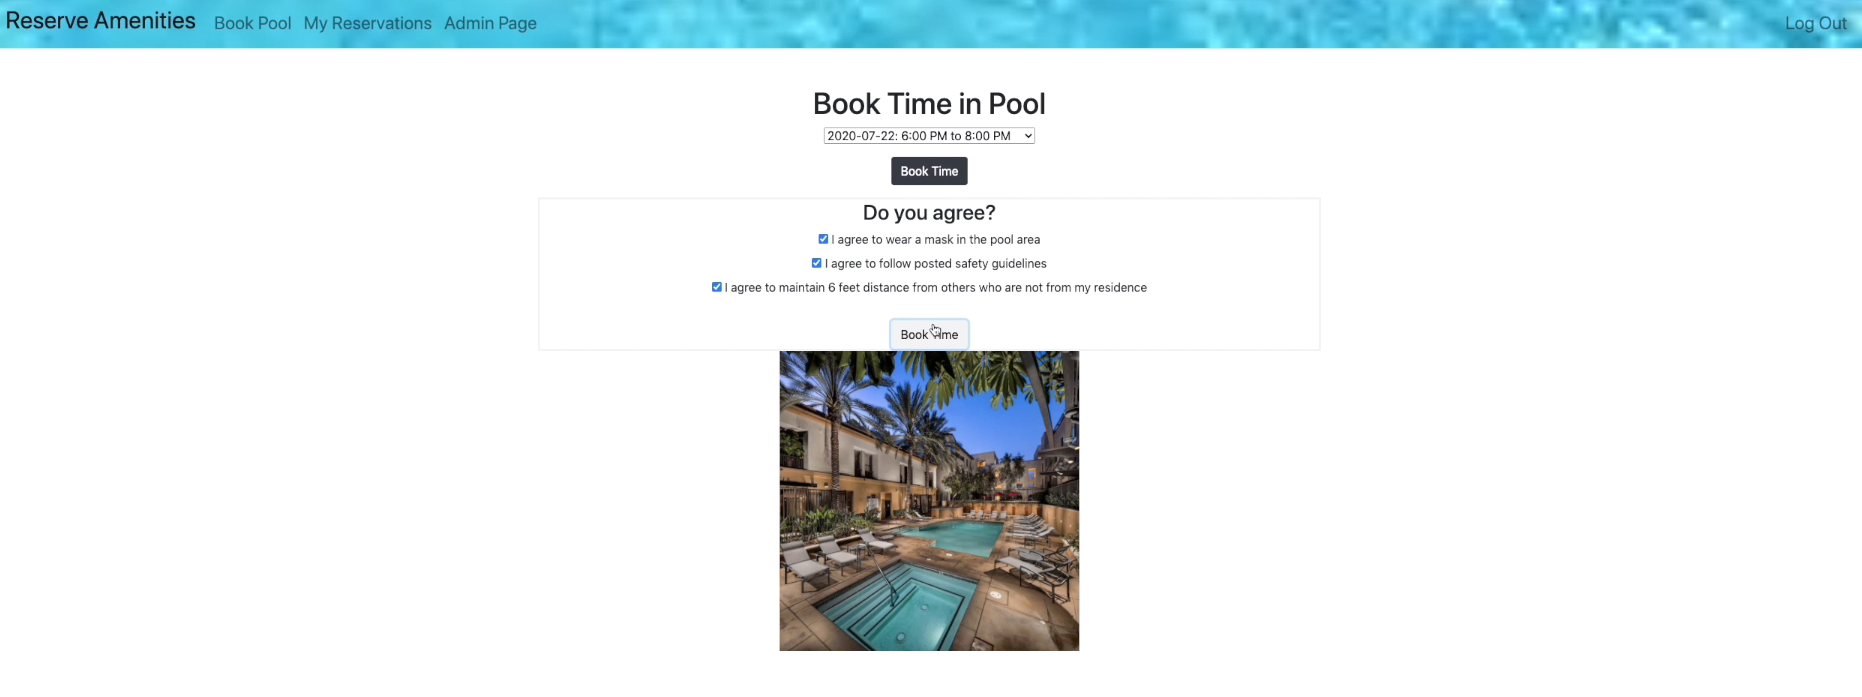 Reserve Amenities Book Pool My Reservations Admin Page Log Out
Book Time in Pool
2020-07-22: 6:00 PM to 8:00 PM
Book Time
Do you agree?
I agree to wear a mask in the pool area
I agree to follow posted safety guidelines
I agree to maintain 6 feet distance from others who are not from my residence
Book Time